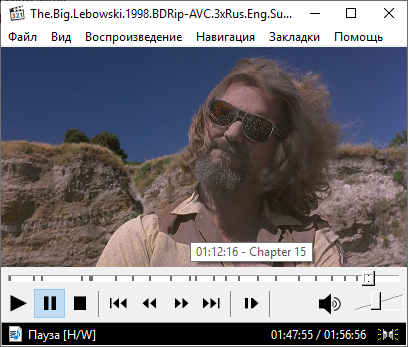 The.Big.Lebowski.1998.BDRip-AVC.3xRus.Eng.Su...
Файл Вид Воспроизведение Навигация Закладки Помощь
01:12:16 - Chapter 15
Пауза [H/W] 01:47:55 / 01:56:56